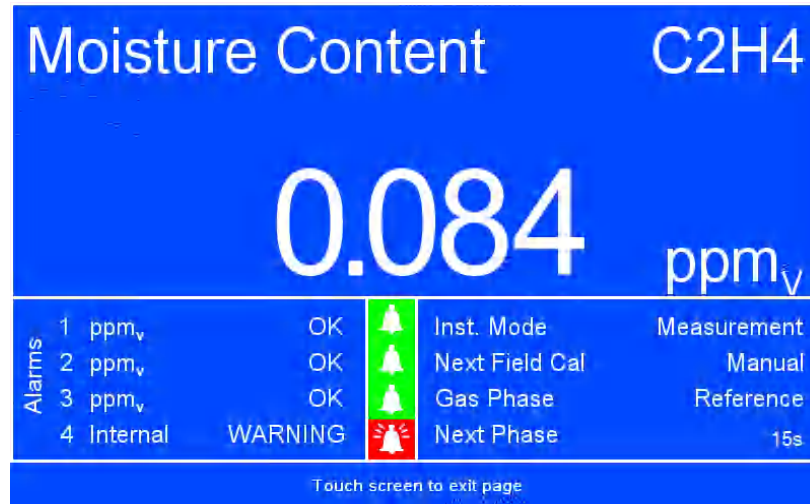 Moisture Content C2H4
0.084 ppmv
Alarms
1 ppmv OK
2 ppmv OK
3 ppmv OK
4 Internal WARNING
Inst. Mode Measurement
Next Field Cal Manual
Gas Phase Reference
Next Phase 15s
Touch screen to exit page